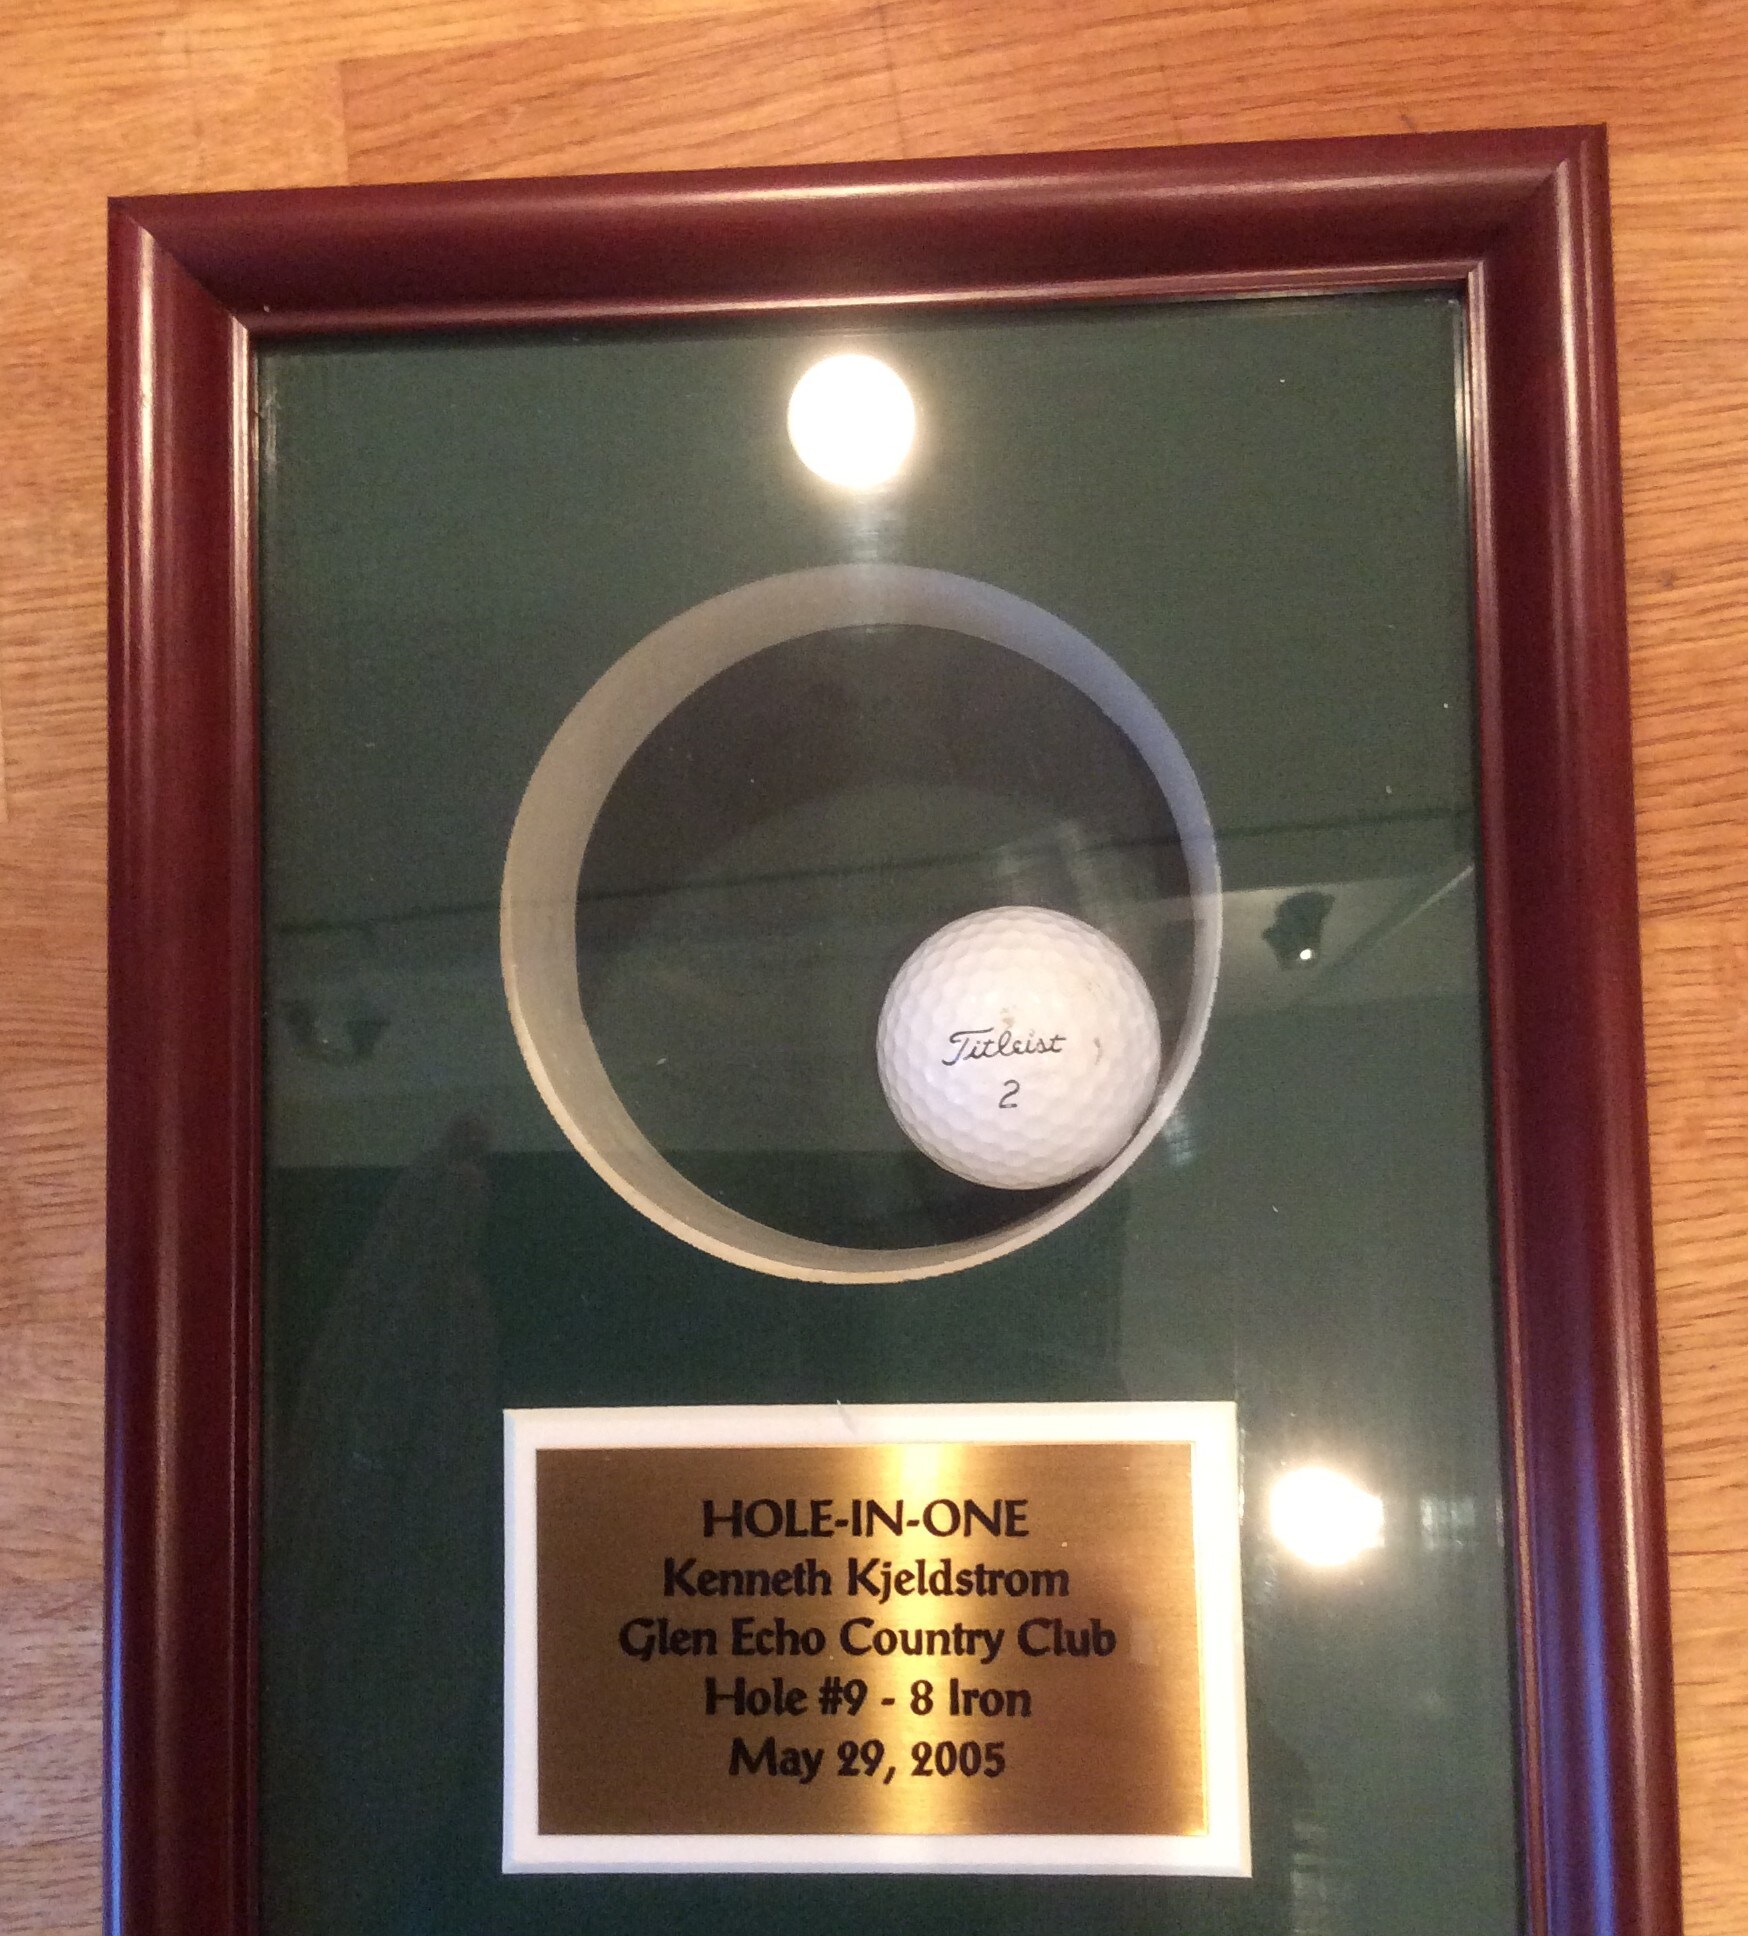 Titleist
2
HOLE-IN-ONE
Kenneth Kjeldstrom
Glen Echo Country Club
Hole #9 - 8 Iron
May 29, 2005